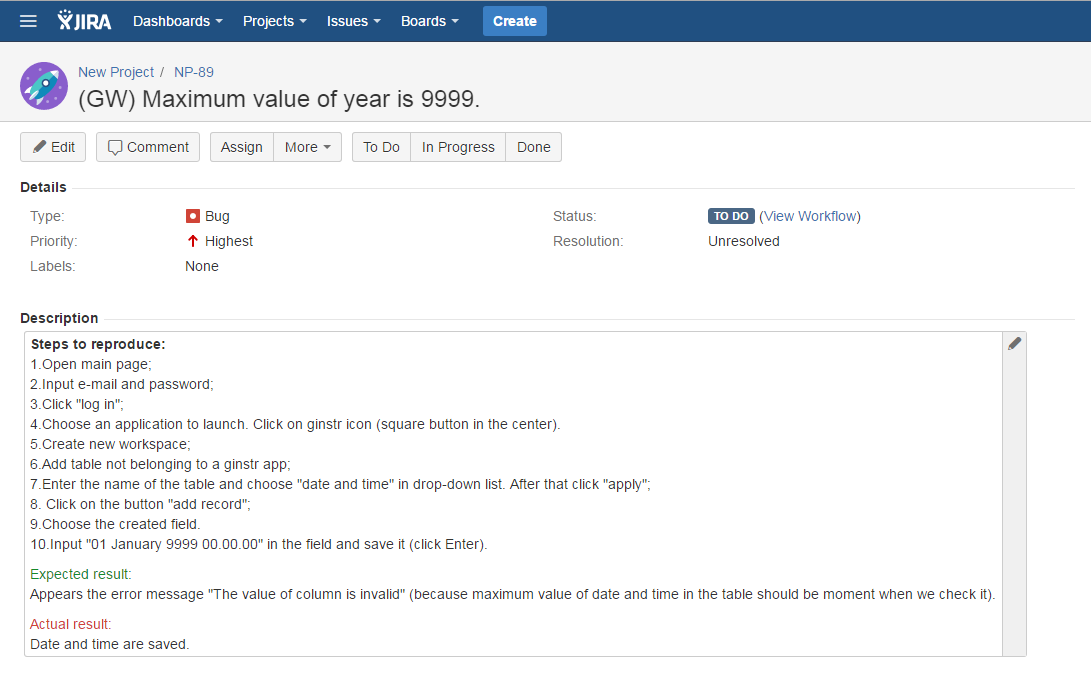 JIRA Dashboards Projects Issues Boards Create
New Project / NP-89
(GW) Maximum value of year is 9999.
Edit Comment Assign More To Do In Progress Done
Details
Type: Bug Status: TO DO (View Workflow)
Priority: Highest Resolution: Unresolved
Labels: None
Description
Steps to reproduce:
1.Open main page;
2.Input e-mail and password;
3.Click "log in";
4.Choose an application to launch. Click on ginstr icon (square button in the center).
5.Create new workspace;
6.Add table not belonging to a ginstr app;
7.Enter the name of the table and choose "date and time" in drop-down list. After that click "apply";
8. Click on the button "add record";
9.Choose the created field.
10.Input "01 January 9999 00.00.00" in the field and save it (click Enter).
Expected result:
Appears the error message "The value of column is invalid" (because maximum value of date and time in the table should be moment when we check it).
Actual result:
Date and time are saved.